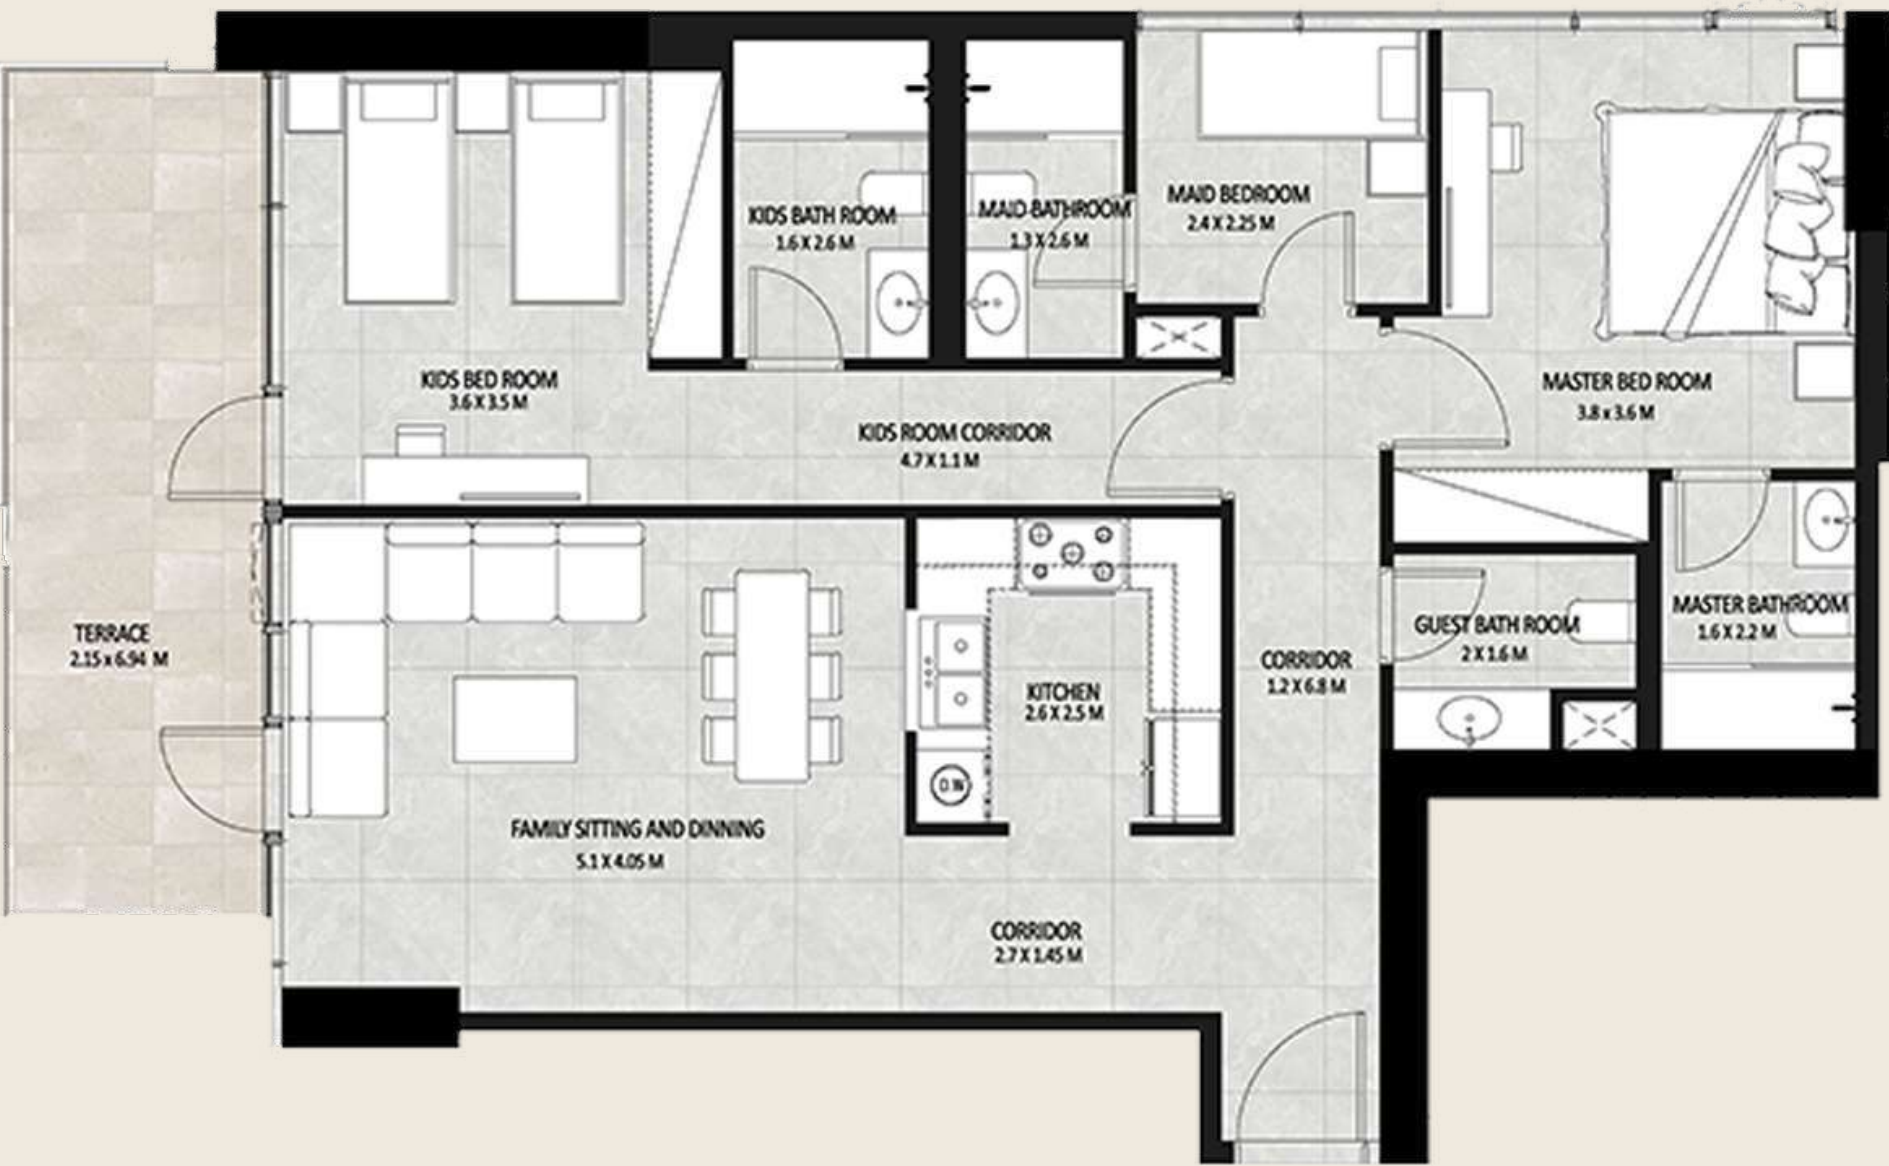 KIDS BATH ROOM
1.6 X 2.6 M
MAID BATHROOM
1.3 X 2.6 M
MAID BEDROOM
2.4 X 2.25 M
KIDS BED ROOM
3.6 X 3.5 M
MASTER BED ROOM
3.8 x 3.6 M
KIDS ROOM CORRIDOR
4.7 X 1.1 M
TERRACE
2.15 x 6.94 M
GUEST BATH ROOM
2 X 1.6 M
MASTER BATHROOM
1.6 X 2.2 M
CORRIDOR
1.2 X 6.8 M
KITCHEN
2.6 X 2.5 M
D.W
FAMILY SITTING AND DINNING
5.1 X 4.05 M
CORRIDOR
2.7 X 1.45 M